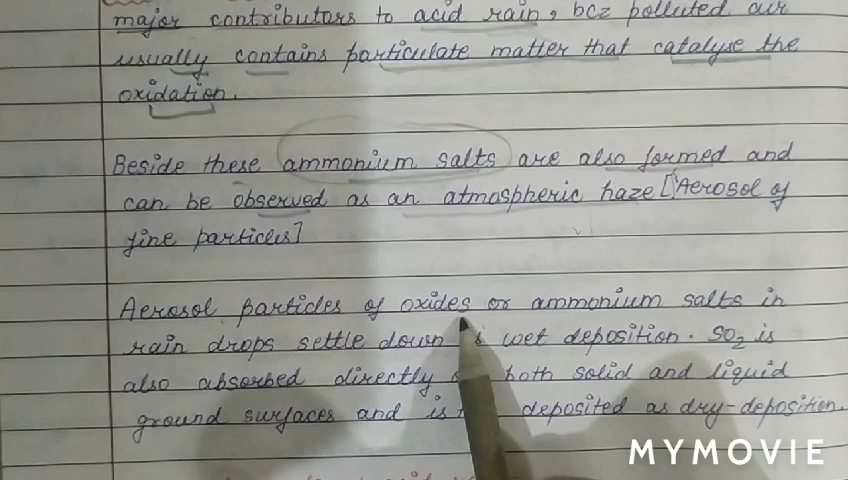 major contributors to acid rain, bcz polluted air
usually contains particulate matter that catalyse the
oxidation.
Beside these ammonium salts are also formed and
can be observed as an atmospheric haze [Aerosol of
fine particles]
Aerosol particles of oxides or ammonium salts in
rain drops settle down wet deposition. SO2 is
also absorbed directly both solid and liquid
ground surfaces and is deposited as dry-deposition.
MYMOVIE